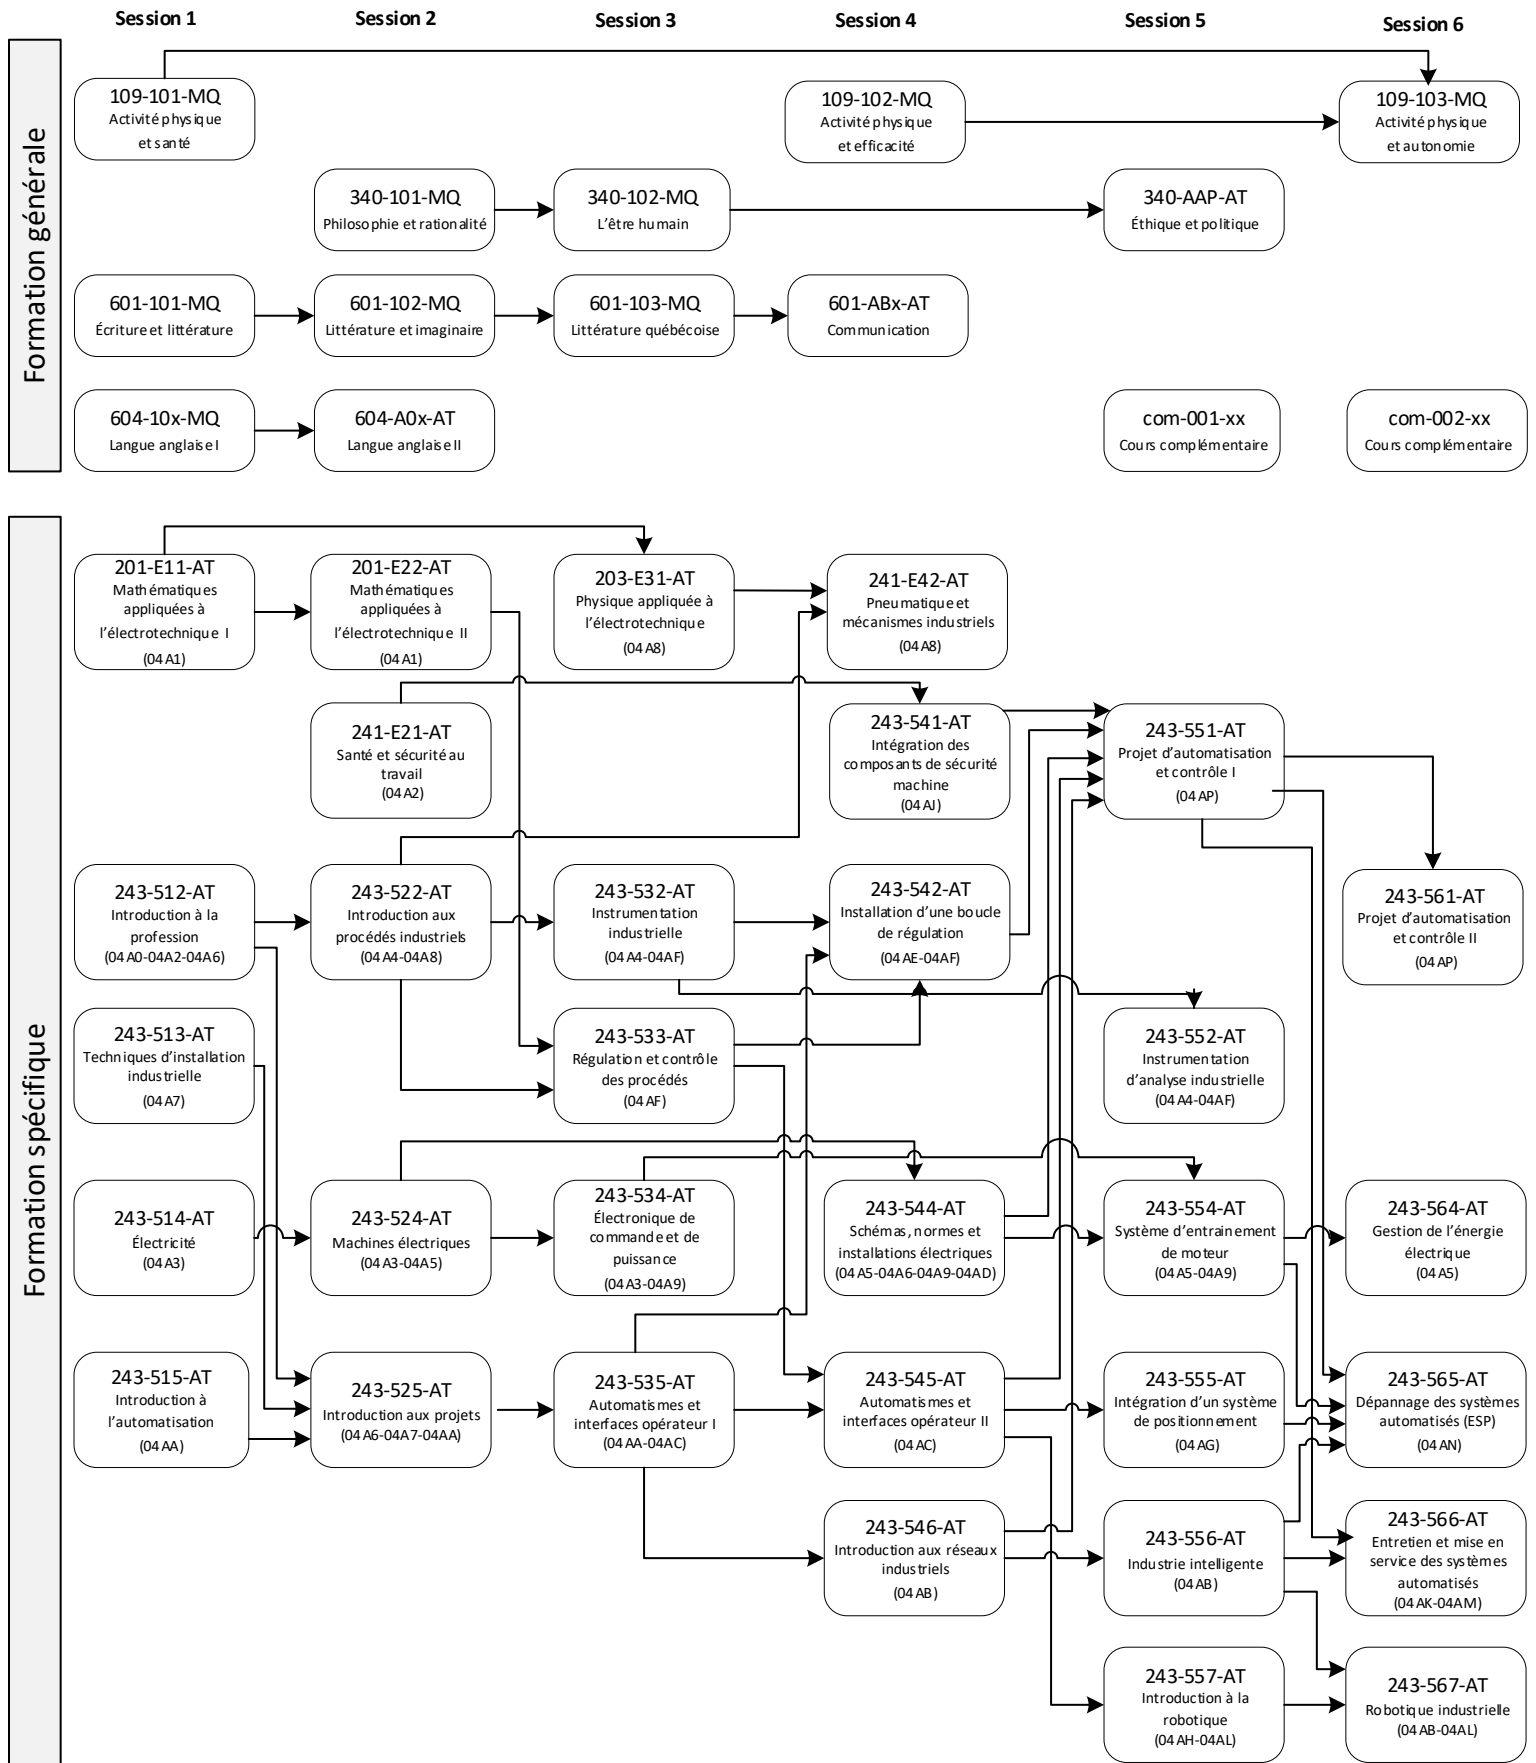 Session 1
Session 2
Session 3
Session 4
Session 5
Session 6
Formation générale
109-101-MQ
Activité physique
et santé
109-102-MQ
Activité physique
et efficacité
109-103-MQ
Activité physique
et autonomie
340-101-MQ
Philosophie et rationalité
340-102-MQ
L'être humain
340-AAP-AT
Éthique et politique
601-101-MQ
Écriture et littérature
601-102-MQ
Littérature et imaginaire
601-103-MQ
Littérature québécoise
601-ABx-AT
Communication
604-10x-MQ
Langue anglaise I
604-A0x-AT
Langue anglaise II
com-001-xx
Cours complémentaire
com-002-xx
Cours complémentaire
Formation spécifique
201-E11-AT
Mathématiques
appliquées à
l'électrotechnique I
(04A1)
201-E22-AT
Mathématiques
appliquées à
l'électrotechnique II
(04A1)
203-E31-AT
Physique appliquée à
l'électrotechnique
(04A8)
241-E42-AT
Pneumatique et
mécanismes industriels
(04A8)
241-E21-AT
Santé et sécurité au
travail
(04A2)
243-541-AT
Intégration des
composants de sécurité
machine
(04AJ)
243-551-AT
Projet d'automatisation
et contrôle I
(04AP)
243-512-AT
Introduction à la
profession
(04A0-04A2-04A6)
243-522-AT
Introduction aux
procédés industriels
(04A4-04A8)
243-532-AT
Instrumentation
industrielle
(04A4-04AF)
243-542-AT
Installation d'une boucle
de régulation
(04AE-04AF)
243-561-AT
Projet d'automatisation
et contrôle II
(04AP)
243-513-AT
Techniques d'installation
industrielle
(04A7)
243-533-AT
Régulation et contrôle
des procédés
(04AF)
243-552-AT
Instrumentation
d'analyse industrielle
(04A4-04AF)
243-514-AT
Électricité
(04A3)
243-524-AT
Machines électriques
(04A3-04A5)
243-534-AT
Électronique de
commande et de
puissance
(04A3-04A9)
243-544-AT
Schémas, normes et
installations électriques
(04A5-04A6-04A9-04AD)
243-554-AT
Système d'entrainement
de moteur
(04A5-04A9)
243-564-AT
Gestion de l'énergie
électrique
(04A5)
243-515-AT
Introduction à
l'automatisation
(04AA)
243-525-AT
Introduction aux projets
(04A6-04A7-04AA)
243-535-AT
Automatismes et
interfaces opérateur I
(04AA-04AC)
243-545-AT
Automatismes et
interfaces opérateur II
(04AC)
243-555-AT
Intégration d'un système
de positionnement
(04AG)
243-565-AT
Dépannage des systèmes
automatisés (ESP)
(04AN)
243-546-AT
Introduction aux réseaux
industriels
(04AB)
243-556-AT
Industrie intelligente
(04AB)
243-566-AT
Entretien et mise en
service des systèmes
automatisés
(04AK-04AM)
243-557-AT
Introduction à la
robotique
(04AH-04AL)
243-567-AT
Robotique industrielle
(04AB-04AL)